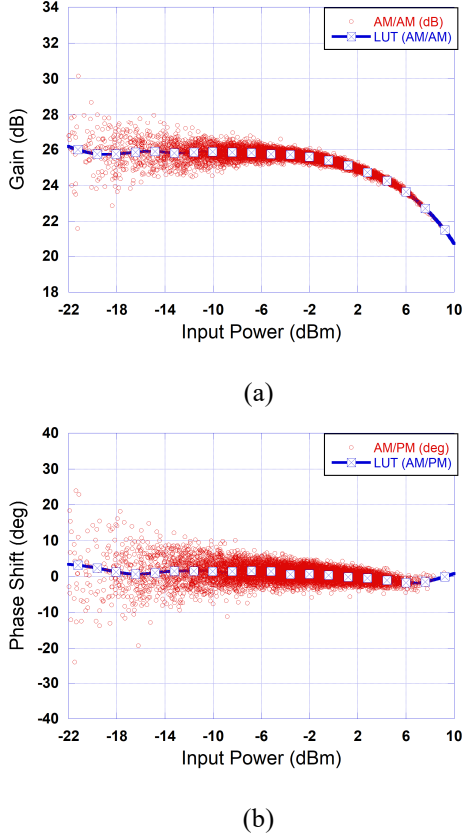 34
32
30
28
26
24
22
20
18
Gain (dB)
AM/AM (dB)
LUT (AM/AM)
-22 -18 -14 -10 -6 -2 2 6 10
Input Power (dBm)
(a)
40
30
20
10
0
-10
-20
-30
-40
Phase Shift (deg)
AM/PM (deg)
LUT (AM/PM)
-22 -18 -14 -10 -6 -2 2 6 10
Input Power (dBm)
(b)